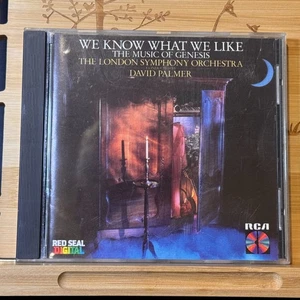 WE KNOW WHAT WE LIKE
THE MUSIC OF GENESIS
THE LONDON SYMPHONY ORCHESTRA
DAVID PALMER
RED SEAL
DIGITAL
RCA